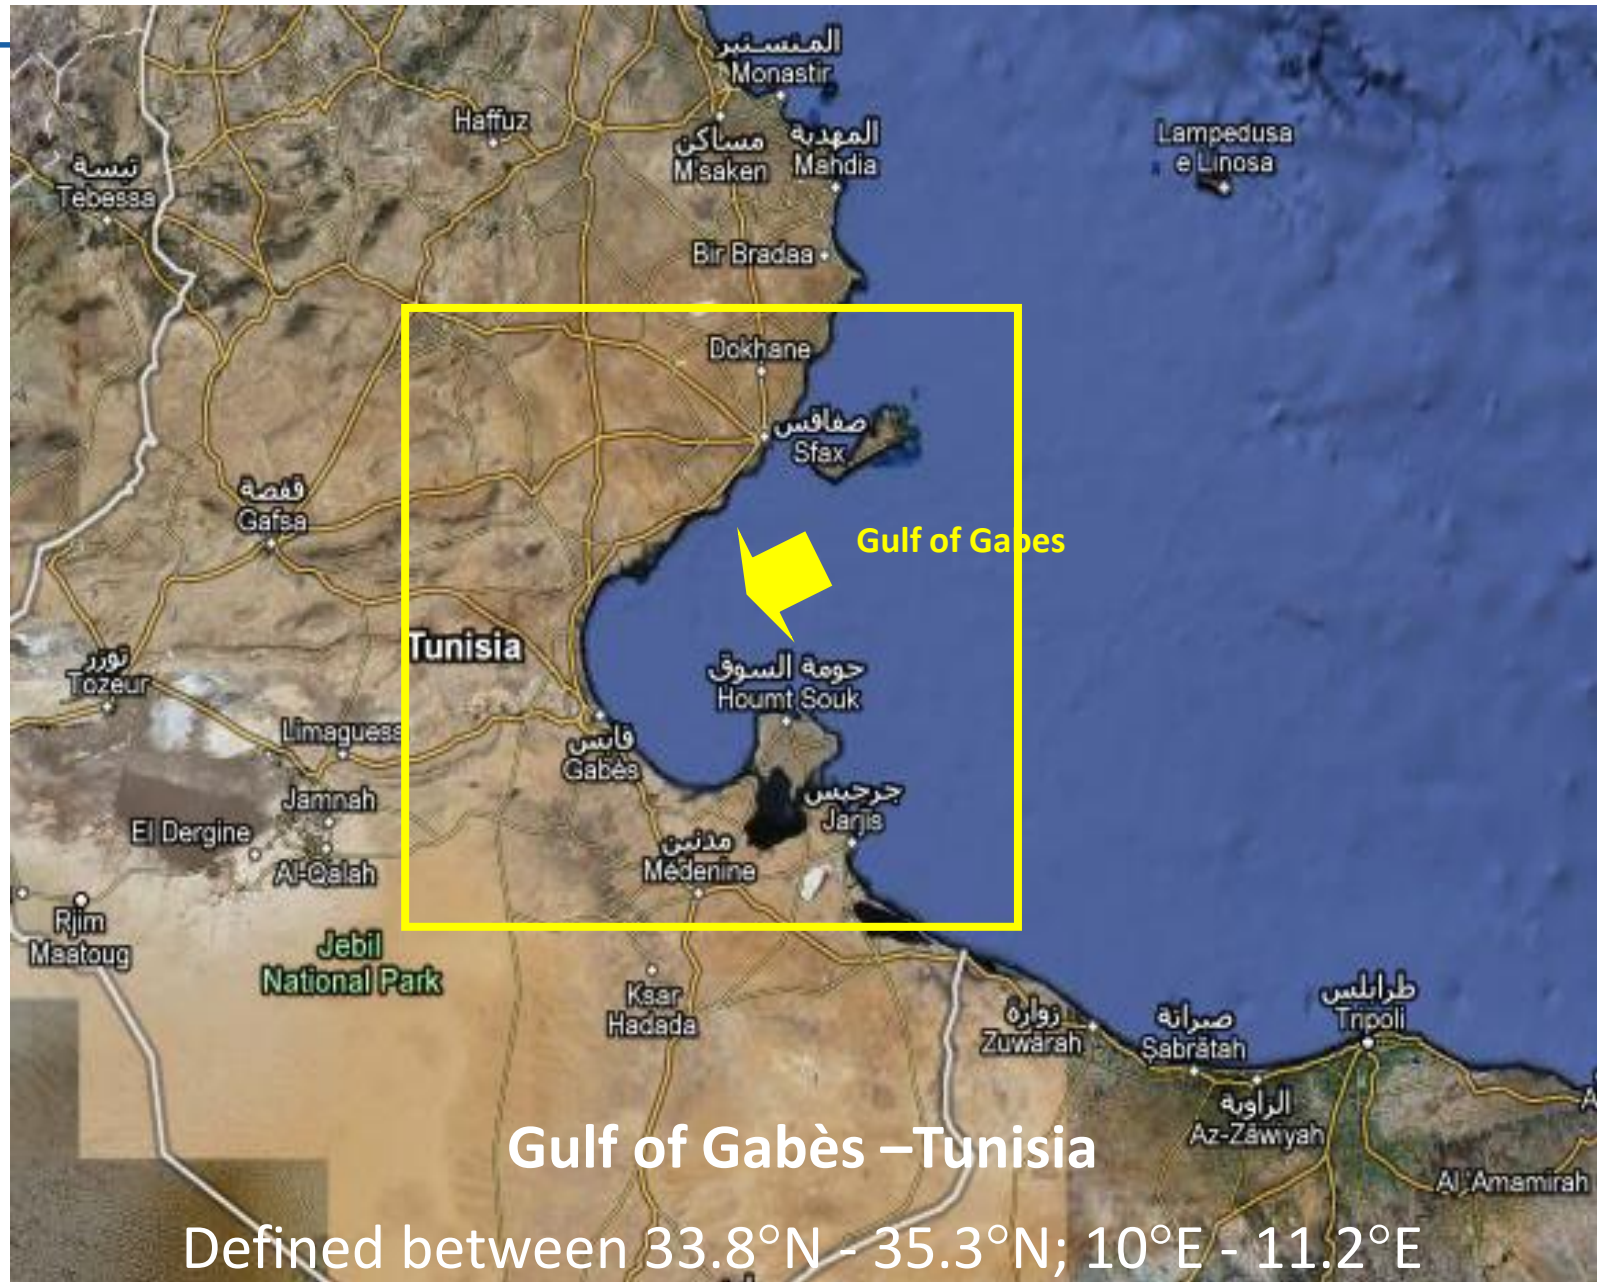 المنستير
Monastir
Haffuz
مساكن
M'saken
المهدية
Mahdia
Lampedusa
e Linosa
تبسة
Tebessa
Bir Bradaa
Dokhane
صفاقس
Sfax
قفصة
Gafsa
Gulf of Gabes
Tunisia
توزر
Tozeur
حومة السوق
Houmt Souk
Limaguess
قابس
Gabès
Jamnah
جرجيس
Jarjis
El Dergine
Al-Qalah
مدنين
Médenine
Rjim
Maatoug
Jebil
National Park
Ksar
Hadada
زوارة
Zuwārah
صبراتة
Şabrātah
طرابلس
Tripoli
الزاوية
Az-Zāwiyah
Al 'Amamirah
Gulf of Gabès –Tunisia
Defined between 33.8°N - 35.3°N; 10°E - 11.2°E